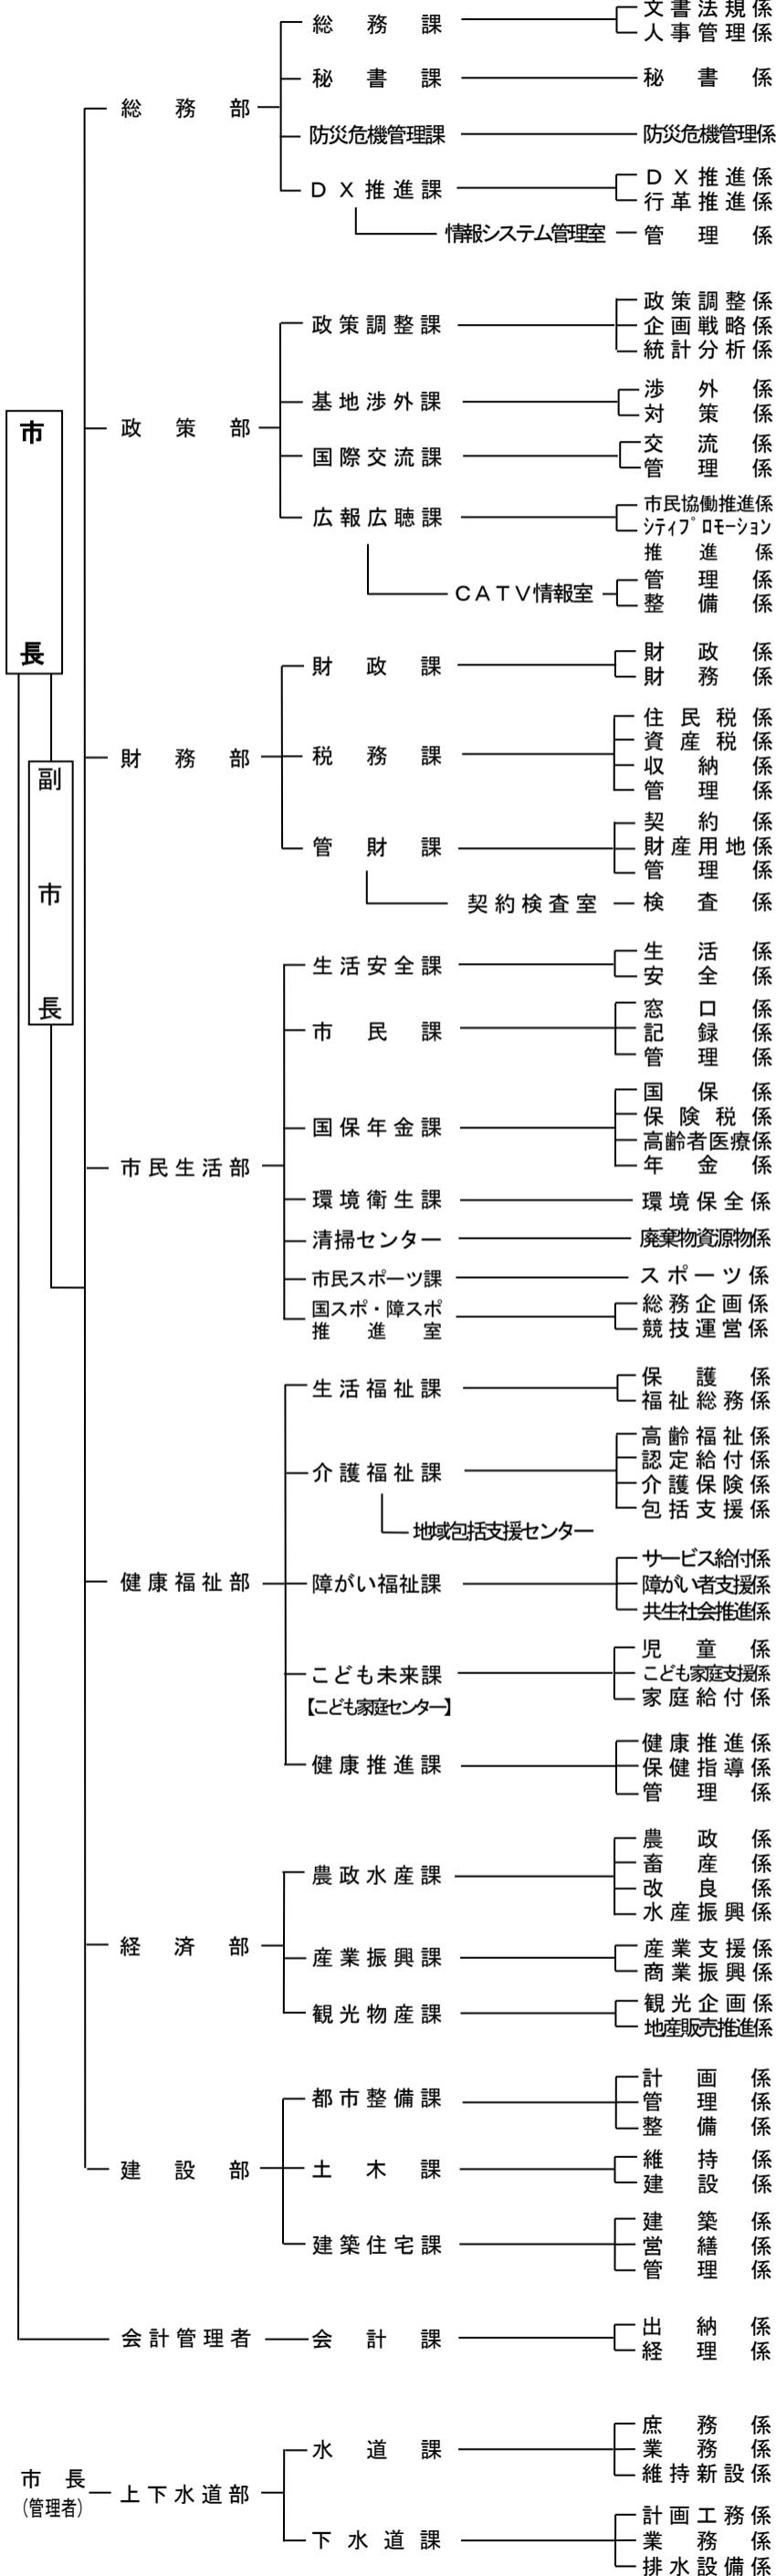 文書法規係
総務課
人事管理係
秘書課
秘書係
総務部
防災危機管理課
防災危機管理係
ＤＸ推進係
ＤＸ推進課
行革推進係
情報システム管理室
管理係
政策調整係
政策調整課
企画戦略係
統計分析係
渉外係
基地渉外課
対策係
市長
政策部
交流係
国際交流課
管理係
市民協働推進係
広報広聴課
シティプロモーション
推進係
管理係
ＣＡＴＶ情報室
整備係
財政係
財政課
財務係
住民税係
資産税係
財務部
税務課
収納係
管理係
副市長
契約係
管財課
財産用地係
管理係
契約検査室
検査係
生活係
生活安全課
安全係
窓口係
市民課
記録係
管理係
国保係
保険税係
国保年金課
高齢者医療係
年金係
市民生活部
環境衛生課
環境保全係
清掃センター
廃棄物資源物係
市民スポーツ課
スポーツ係
国スポ・障スポ
推進室
総務企画係
競技運営係
保護係
生活福祉課
福祉総務係
高齢福祉係
認定給付係
介護福祉課
介護保険係
包括支援係
地域包括支援センター
サービス給付係
健康福祉部
障がい福祉課
障がい者支援係
共生社会推進係
児童係
こども未来課
こども家庭支援係
【こども家庭センター】
家庭給付係
健康推進係
健康推進課
保健指導係
管理係
農政係
畜産係
農政水産課
改良係
水産振興係
経済部
産業支援係
産業振興課
商業振興係
観光企画係
観光物産課
地産販売推進係
計画係
都市整備課
管理係
整備係
維持係
建設部
土木課
建設係
建築係
建築住宅課
営繕係
管理係
出納係
会計管理者
会計課
経理係
庶務係
水道課
業務係
維持新設係
市長
(管理者)
上下水道部
計画工務係
下水道課
業務係
排水設備係